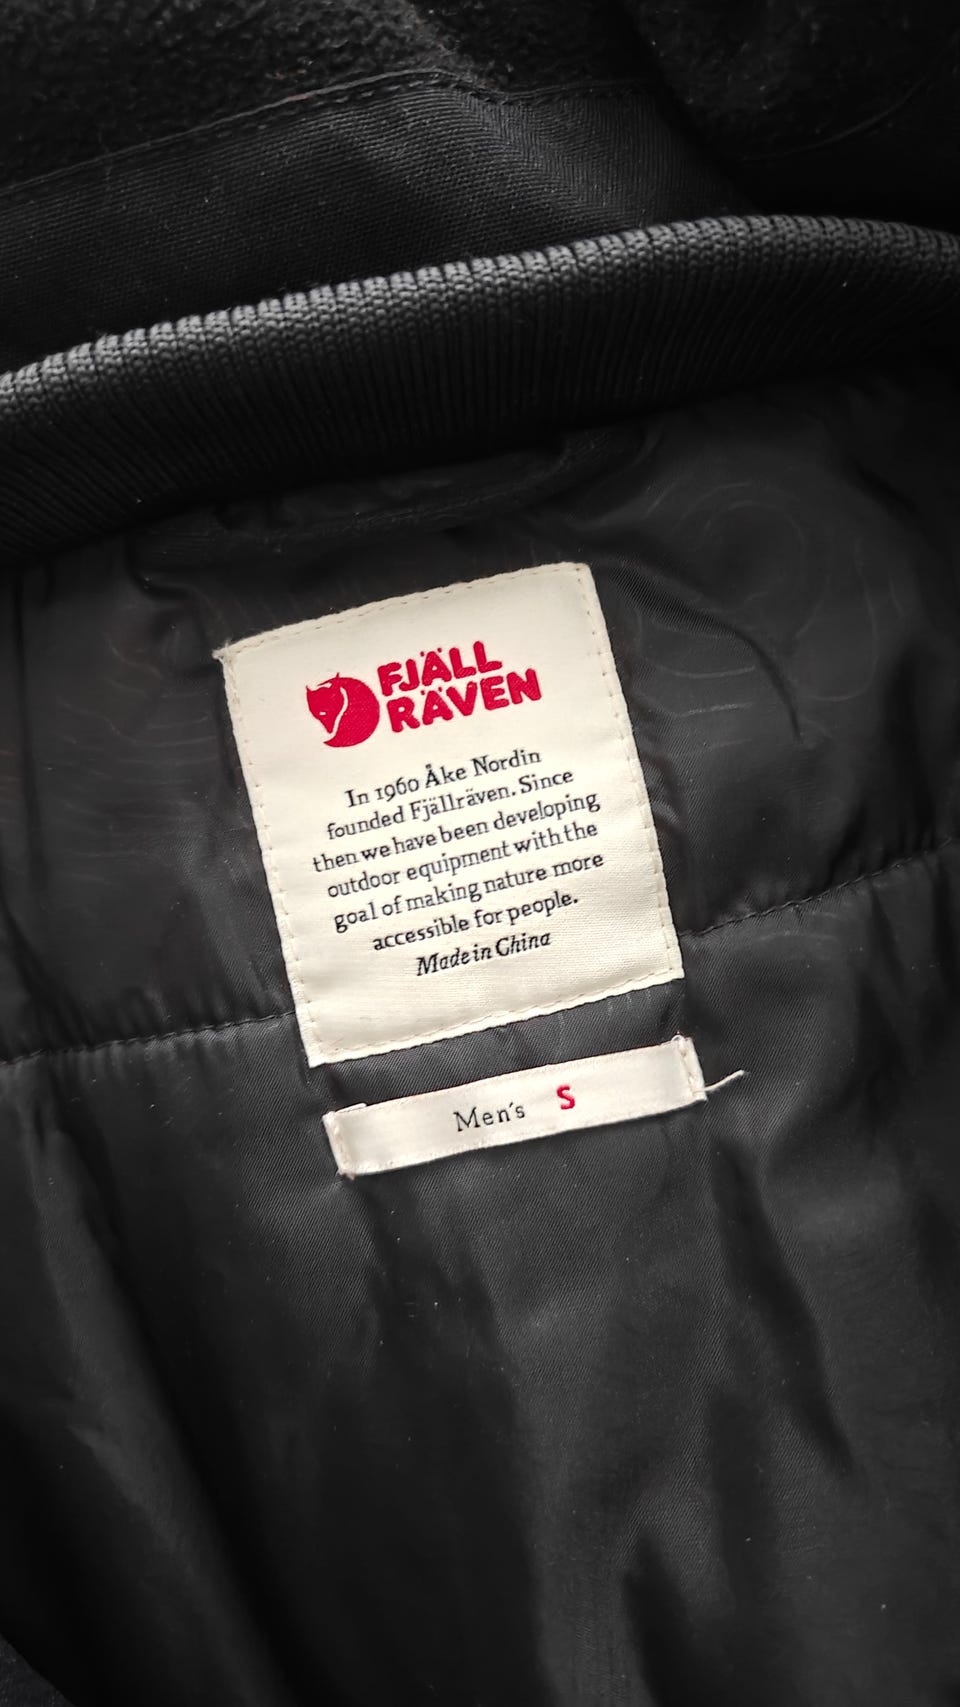 FJÄLL
RÄVEN
In 1960 Åke Nordin
founded Fjällräven. Since
then we have been developing
outdoor equipment with the
goal of making nature more
accessible for people.
Made in China
Men's S